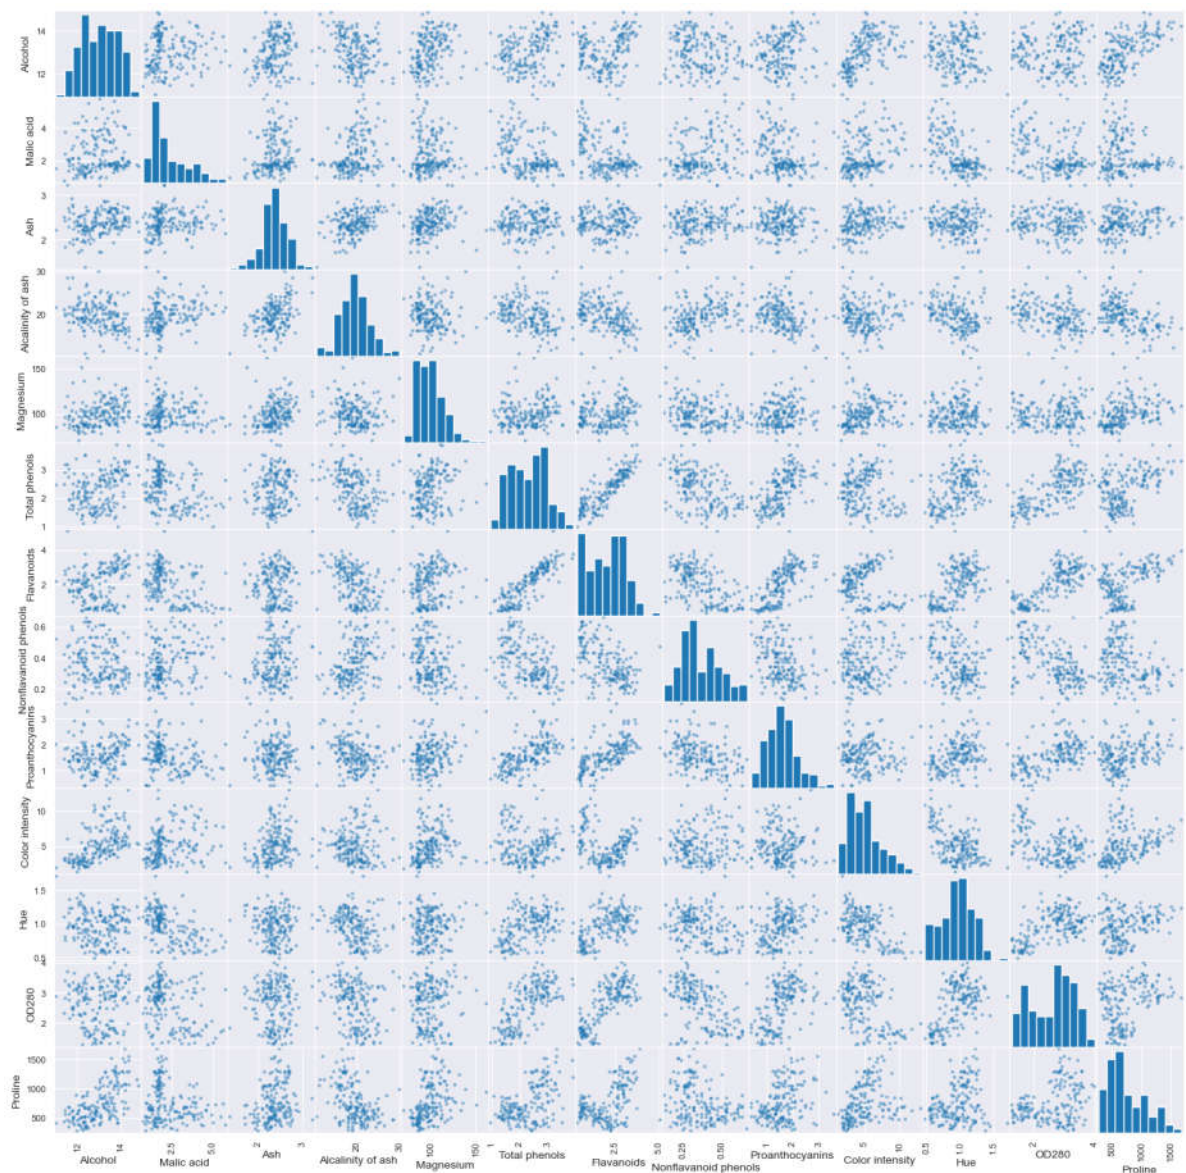 Alcohol
14
12
Malic acid
4
2
Ash
3
2
Alcalinity of ash
30
20
Magnesium
150
100
Total phenols
3
2
1
Flavanoids
4
2
Nonflavanoid phenols
0.6
0.4
0.2
Proanthocyanins
3
2
1
Color intensity
10
5
Hue
1.5
1.0
0.5
OD280
4
3
2
Proline
1500
1000
500
12 14 2.5 5.0 2 3 20 30 100 150 1 2 3 2.5 5.0 0.25 0.50 1 2 3 5 10 0.5 1.0 1.5 2 4 500 1000 1500
Alcohol Malic acid Ash Alcalinity of ash Magnesium Total phenols Flavanoids Nonflavanoid phenols Proanthocyanins Color intensity Hue OD280 Proline